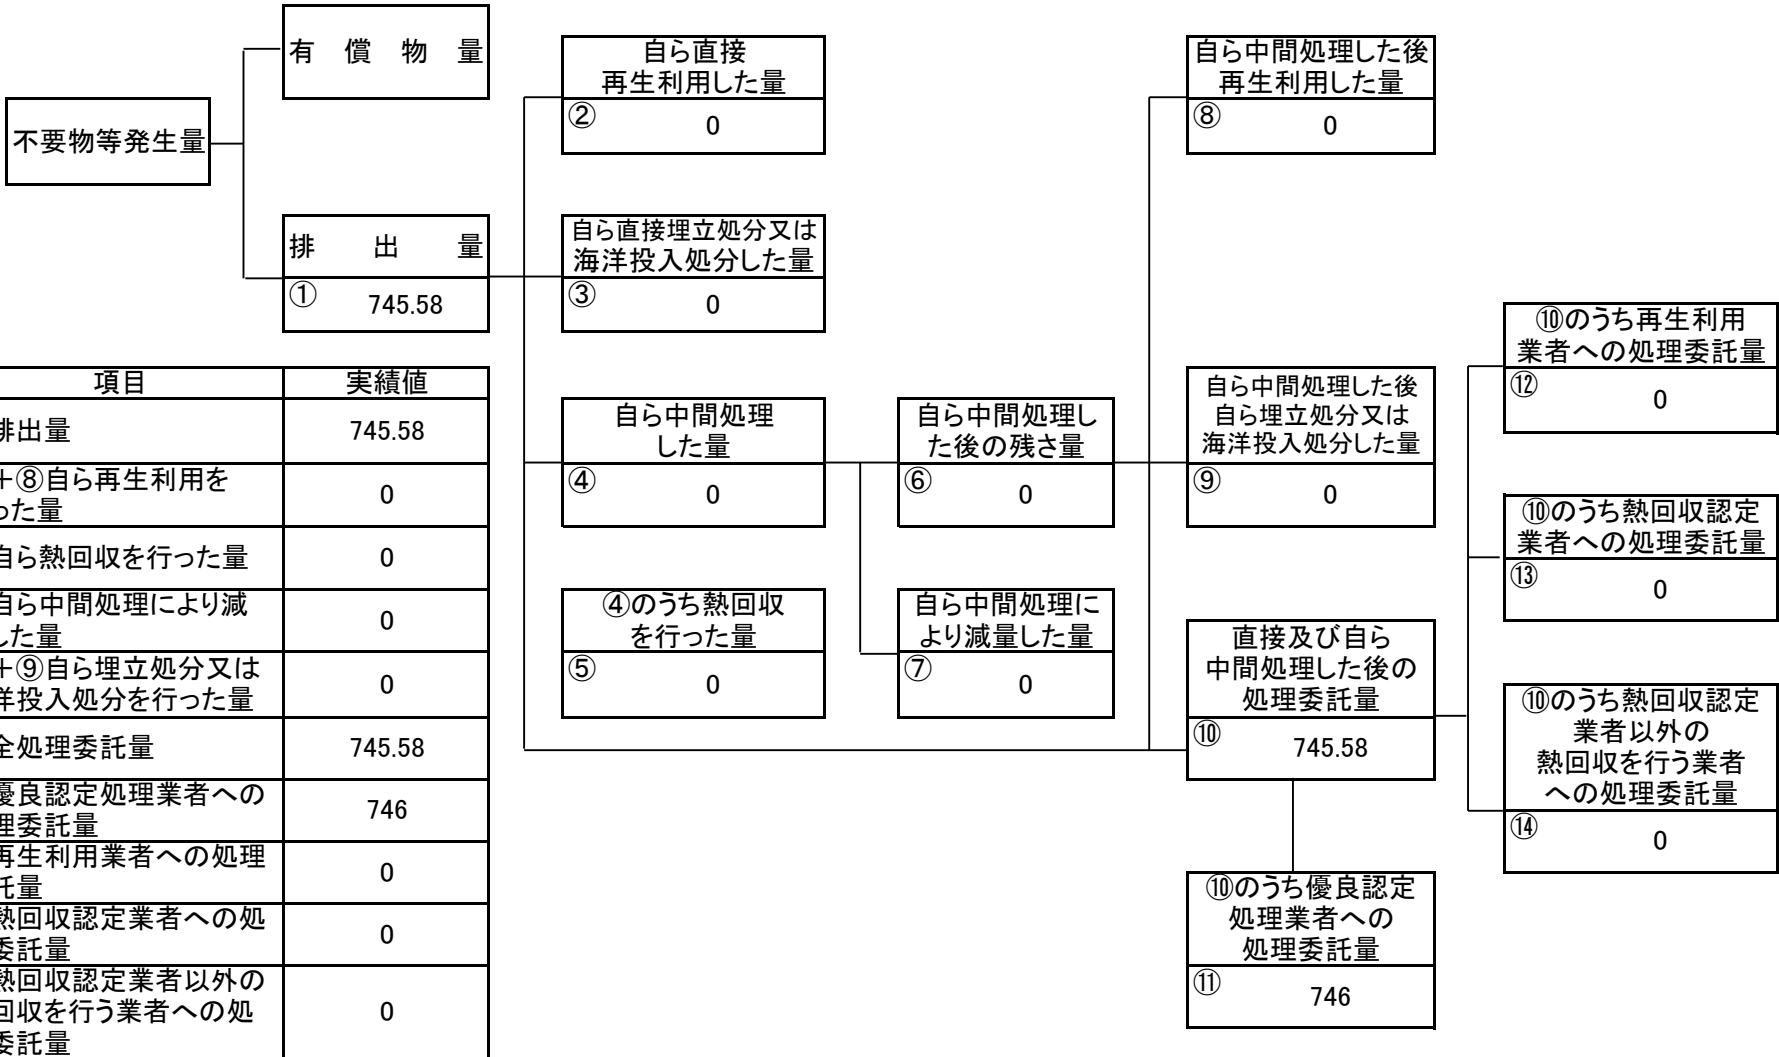 有償物量
不要物等発生量
排出量
①
745.58
自ら直接
再生利用した量
②
0
自ら直接埋立処分又は
海洋投入処分した量
③
0
自ら中間処理
した量
④
0
④のうち熱回収
を行った量
⑤
0
自ら中間処理し
た後の残さ量
⑥
0
自ら中間処理に
より減量した量
⑦
0
自ら中間処理した後
再生利用した量
⑧
0
自ら中間処理した後
自ら埋立処分又は
海洋投入処分した量
⑨
0
直接及び自ら
中間処理した後の
処理委託量
⑩
745.58
⑩のうち優良認定
処理業者への
処理委託量
⑪
746
⑩のうち再生利用
業者への処理委託量
⑫
0
⑩のうち熱回収認定
業者への処理委託量
⑬
0
⑩のうち熱回収認定
業者以外の
熱回収を行う業者
への処理委託量
⑭
0
項目 実績値
排出量 745.58
+⑧自ら再生利用を
った量
0
自ら熱回収を行った量 0
自ら中間処理により減
した量
0
+⑨自ら埋立処分又は
洋投入処分を行った量
0
全処理委託量 745.58
優良認定処理業者への
理委託量
746
再生利用業者への処理
託量
0
熱回収認定業者への処
委託量
0
熱回収認定業者以外の
回収を行う業者への処
委託量
0